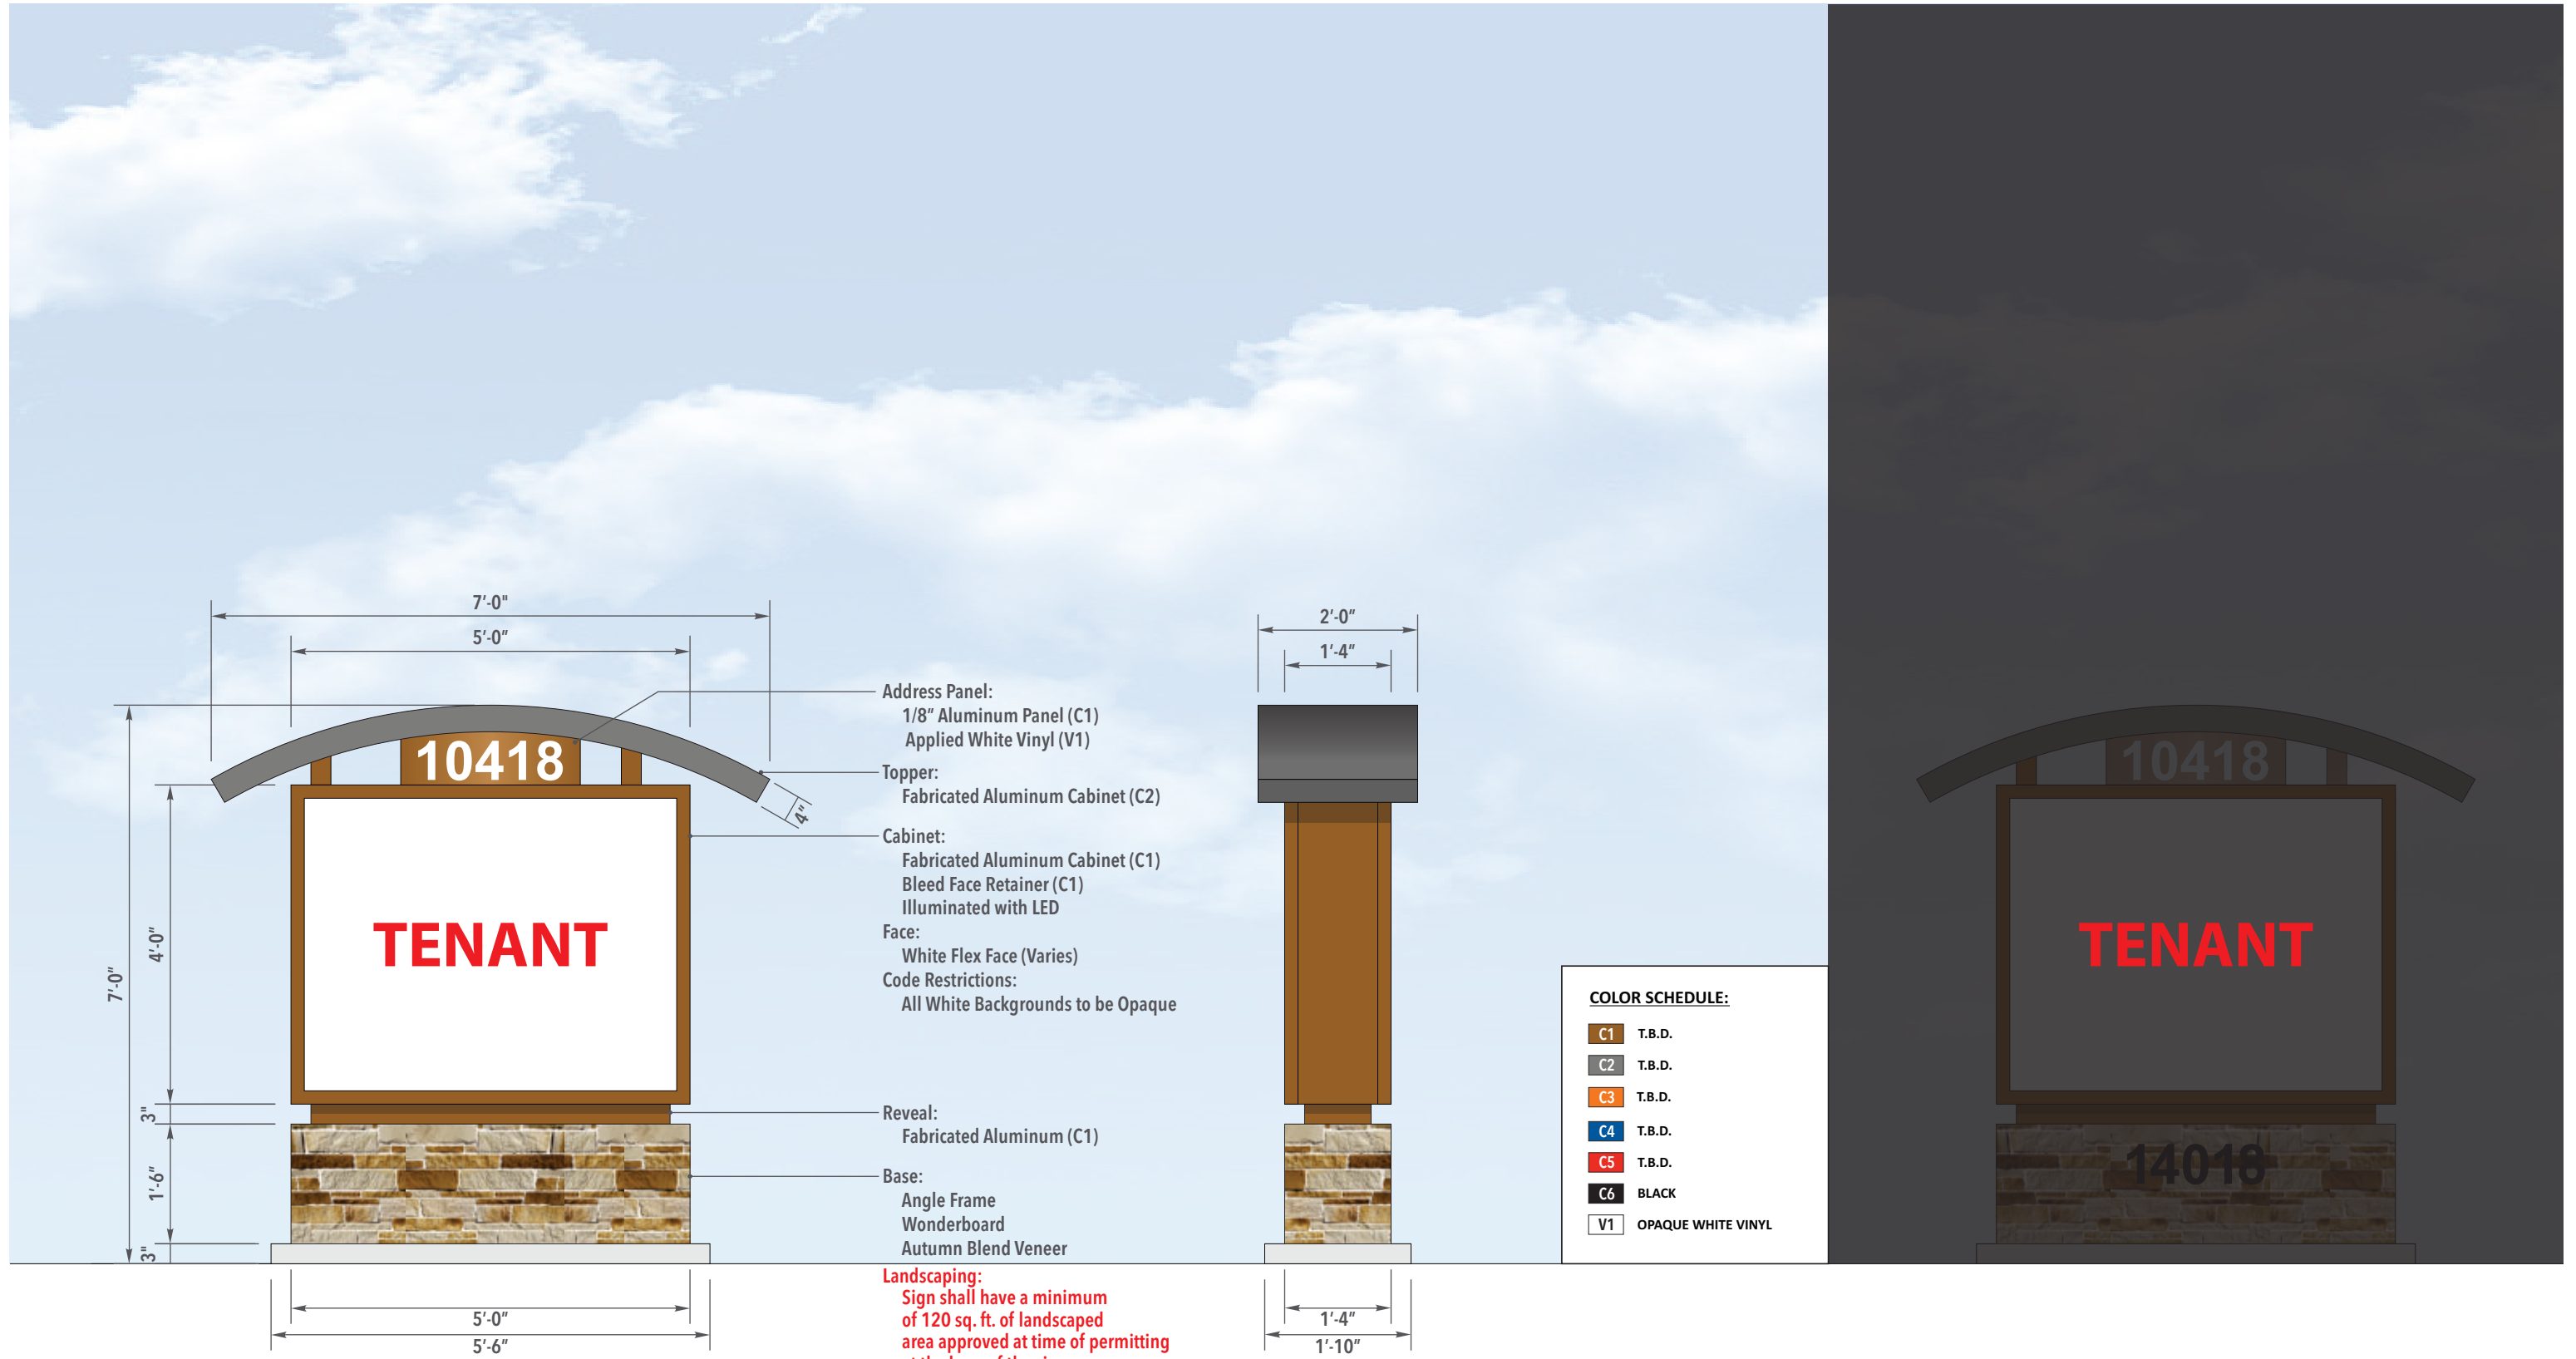 7'-0"
5'-0"
10418
4"
TENANT
7'-0"
4'-0"
3"
1'-6"
3"
5'-0"
5'-6"
Address Panel:
1/8" Aluminum Panel (C1)
Applied White Vinyl (V1)
Topper:
Fabricated Aluminum Cabinet (C2)
Cabinet:
Fabricated Aluminum Cabinet (C1)
Bleed Face Retainer (C1)
Illuminated with LED
Face:
White Flex Face (Varies)
Code Restrictions:
All White Backgrounds to be Opaque
Reveal:
Fabricated Aluminum (C1)
Base:
Angle Frame
Wonderboard
Autumn Blend Veneer
Landscaping:
Sign shall have a minimum
of 120 sq. ft. of landscaped
area approved at time of permitting
2'-0"
1'-4"
1'-4"
1'-10"
COLOR SCHEDULE:
C1 T.B.D.
C2 T.B.D.
C3 T.B.D.
C4 T.B.D.
C5 T.B.D.
C6 BLACK
V1 OPAQUE WHITE VINYL
10418
TENANT
14018